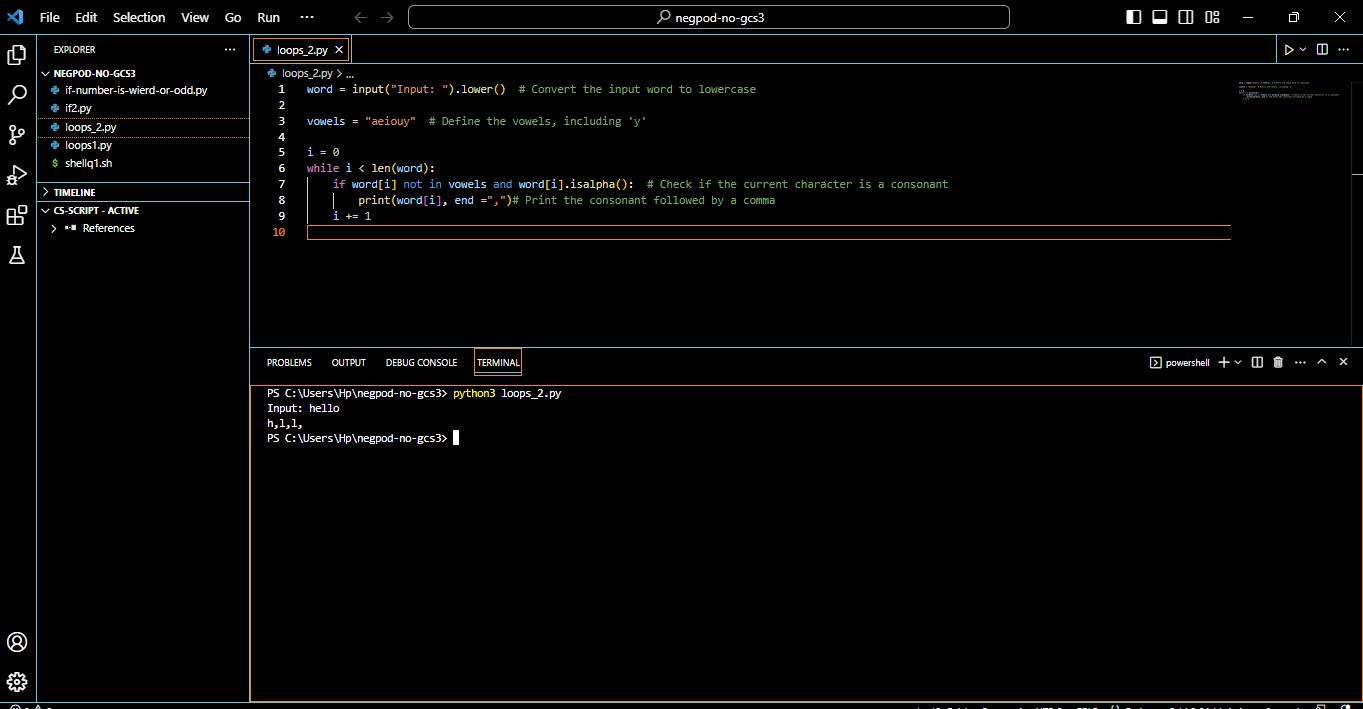 File Edit Selection View Go Run ···
negpod-no-gcs3
EXPLORER ···
NEGPOD-NO-GCS3
if-number-is-wierd-or-odd.py
if2.py
loops_2.py
loops1.py
$ shellq1.sh
TIMELINE
CS-SCRIPT - ACTIVE
References
loops_2.py
loops_2.py > ...
1 word = input("Input: ").lower()  # Convert the input word to lowercase
2
3 vowels = "aeiouy"  # Define the vowels, including 'y'
4
5 i = 0
6 while i < len(word):
7     if word[i] not in vowels and word[i].isalpha():  # Check if the current character is a consonant
8         print(word[i], end =",")# Print the consonant followed by a comma
9     i += 1
10
PROBLEMS OUTPUT DEBUG CONSOLE TERMINAL
powershell
PS C:\Users\Hp\negpod-no-gcs3> python3 loops_2.py
Input: hello
h,l,l,
PS C:\Users\Hp\negpod-no-gcs3>